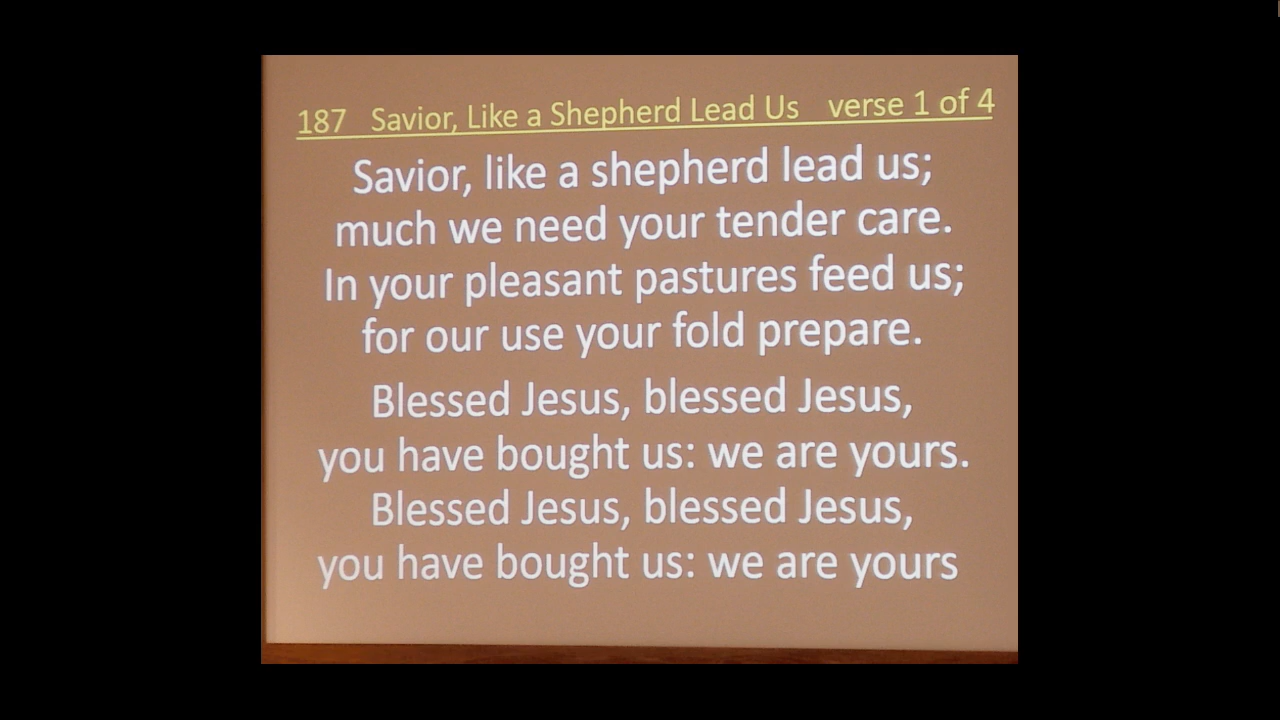 187 Savior, Like a Shepherd Lead Us verse 1 of 4
Savior, like a shepherd lead us;
much we need your tender care.
In your pleasant pastures feed us;
for our use your fold prepare.
Blessed Jesus, blessed Jesus,
you have bought us: we are yours.
Blessed Jesus, blessed Jesus,
you have bought us: we are yours